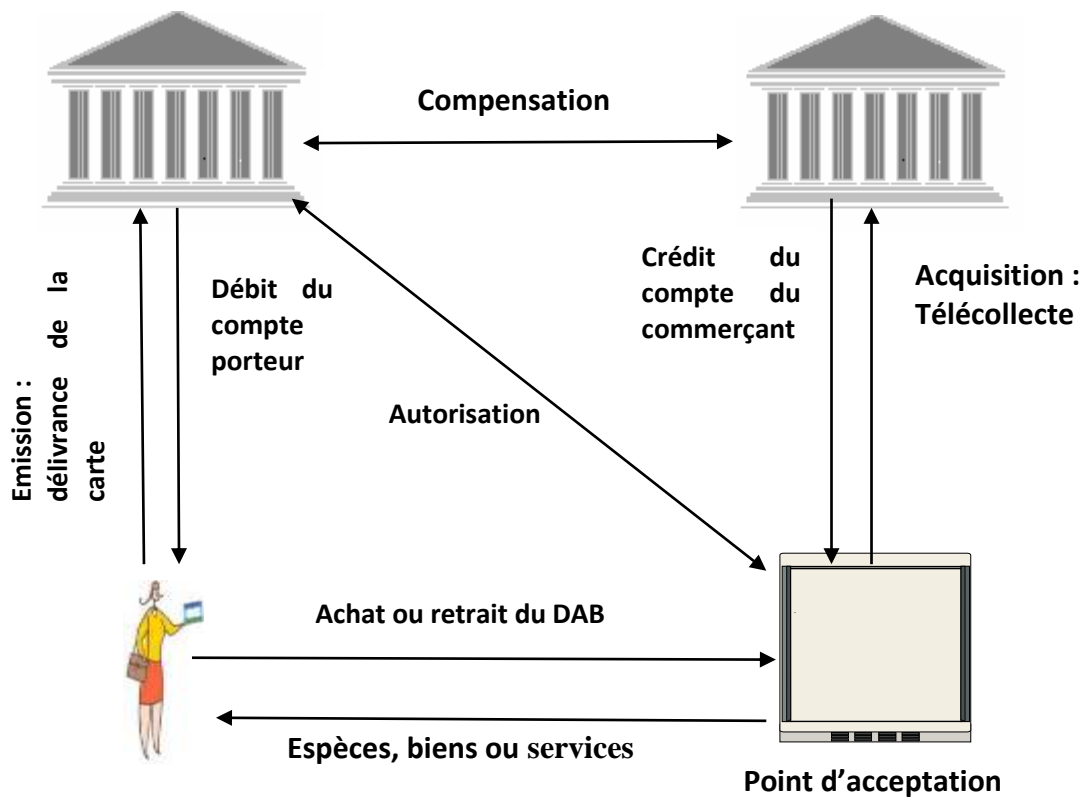 Compensation
Débit du
compte
porteur
Crédit du
compte du
commerçant
Acquisition :
Télécollecte
Emission :
délivrance de la
carte
Autorisation
Achat ou retrait du DAB
Espèces, biens ou services
Point d’acceptation